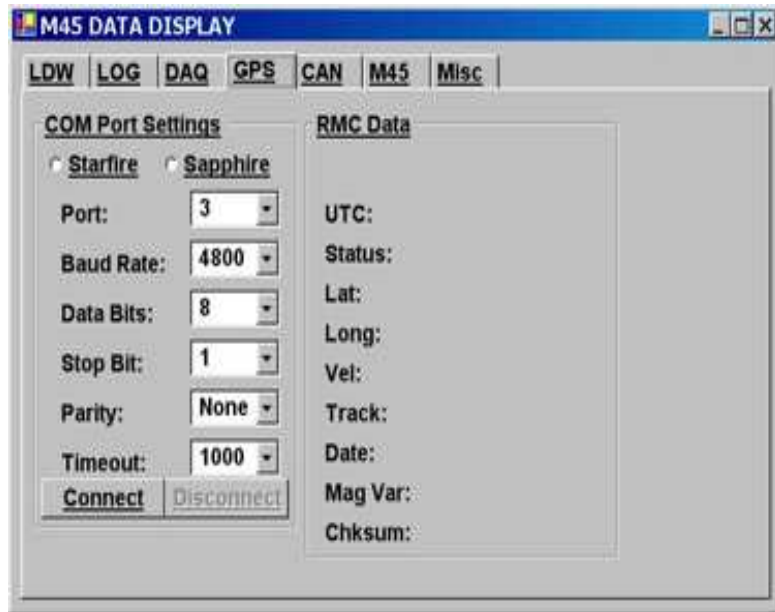 M45 DATA DISPLAY
LDW LOG DAQ GPS CAN M45 Misc
COM Port Settings
Starfire Sapphire
Port: 3
Baud Rate: 4800
Data Bits: 8
Stop Bit: 1
Parity: None
Timeout: 1000
Connect Disconnect
RMC Data
UTC:
Status:
Lat:
Long:
Vel:
Track:
Date:
Mag Var:
Chksum: